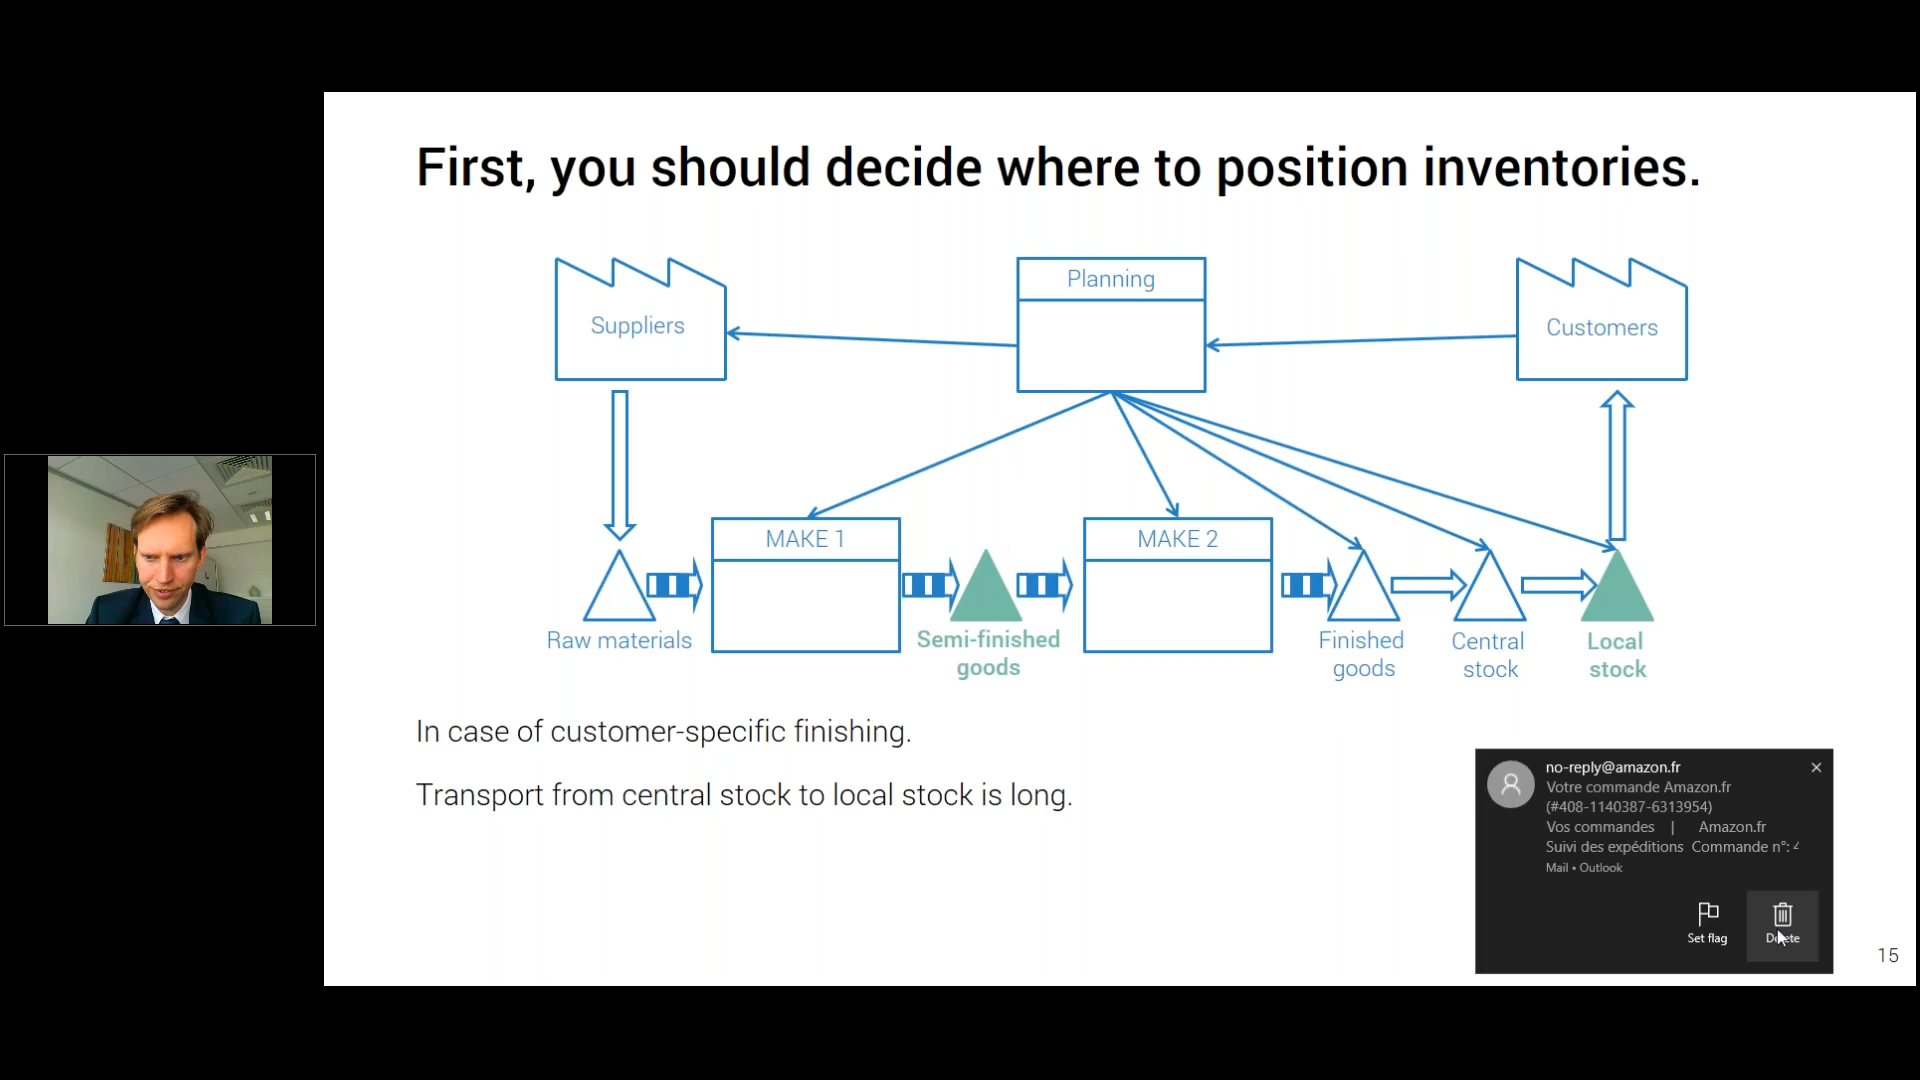 First, you should decide where to position inventories.
Suppliers
Planning
Customers
MAKE 1
MAKE 2
Raw materials
Semi-finished
goods
Finished
goods
Central
stock
Local
stock
In case of customer-specific finishing.
Transport from central stock to local stock is long.
no-reply@amazon.fr
Votre commande Amazon.fr
(#408-1140387-6313954)
Vos commandes | Amazon.fr
Suivi des expéditions Commande n°:
Mail • Outlook
Set flag
Delete
15